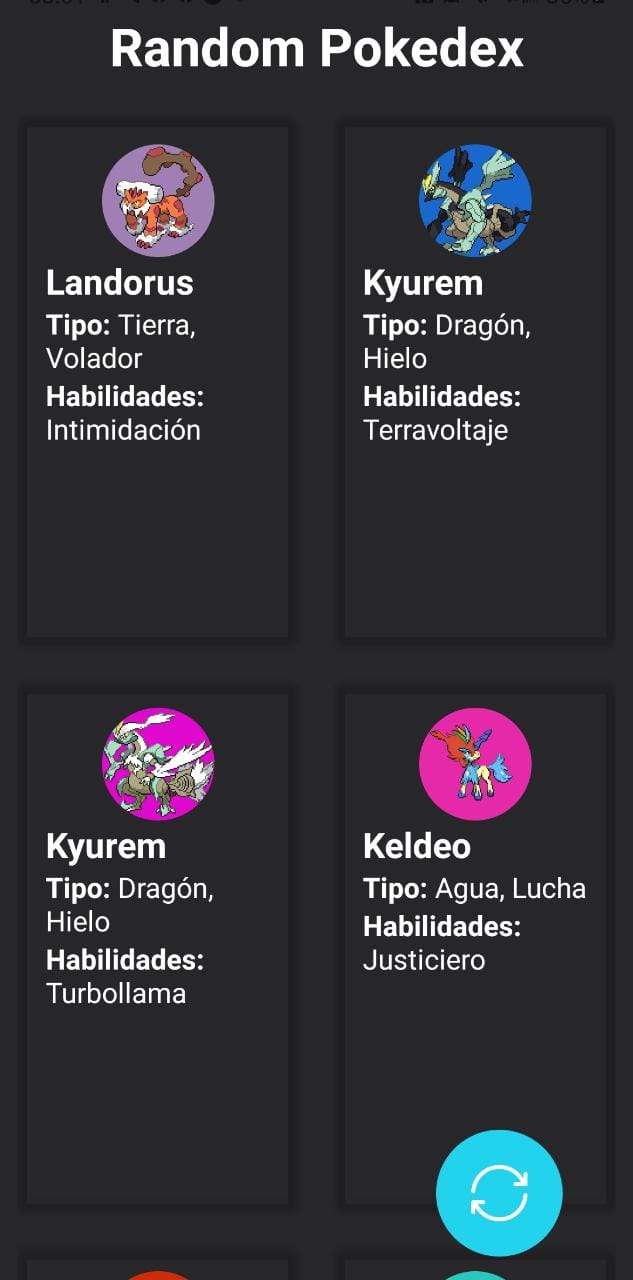 Random Pokedex
Landorus
Tipo: Tierra,
Volador
Habilidades:
Intimidación
Kyurem
Tipo: Dragón,
Hielo
Habilidades:
Terravoltaje
Kyurem
Tipo: Dragón,
Hielo
Habilidades:
Turbollama
Keldeo
Tipo: Agua, Lucha
Habilidades:
Justiciero